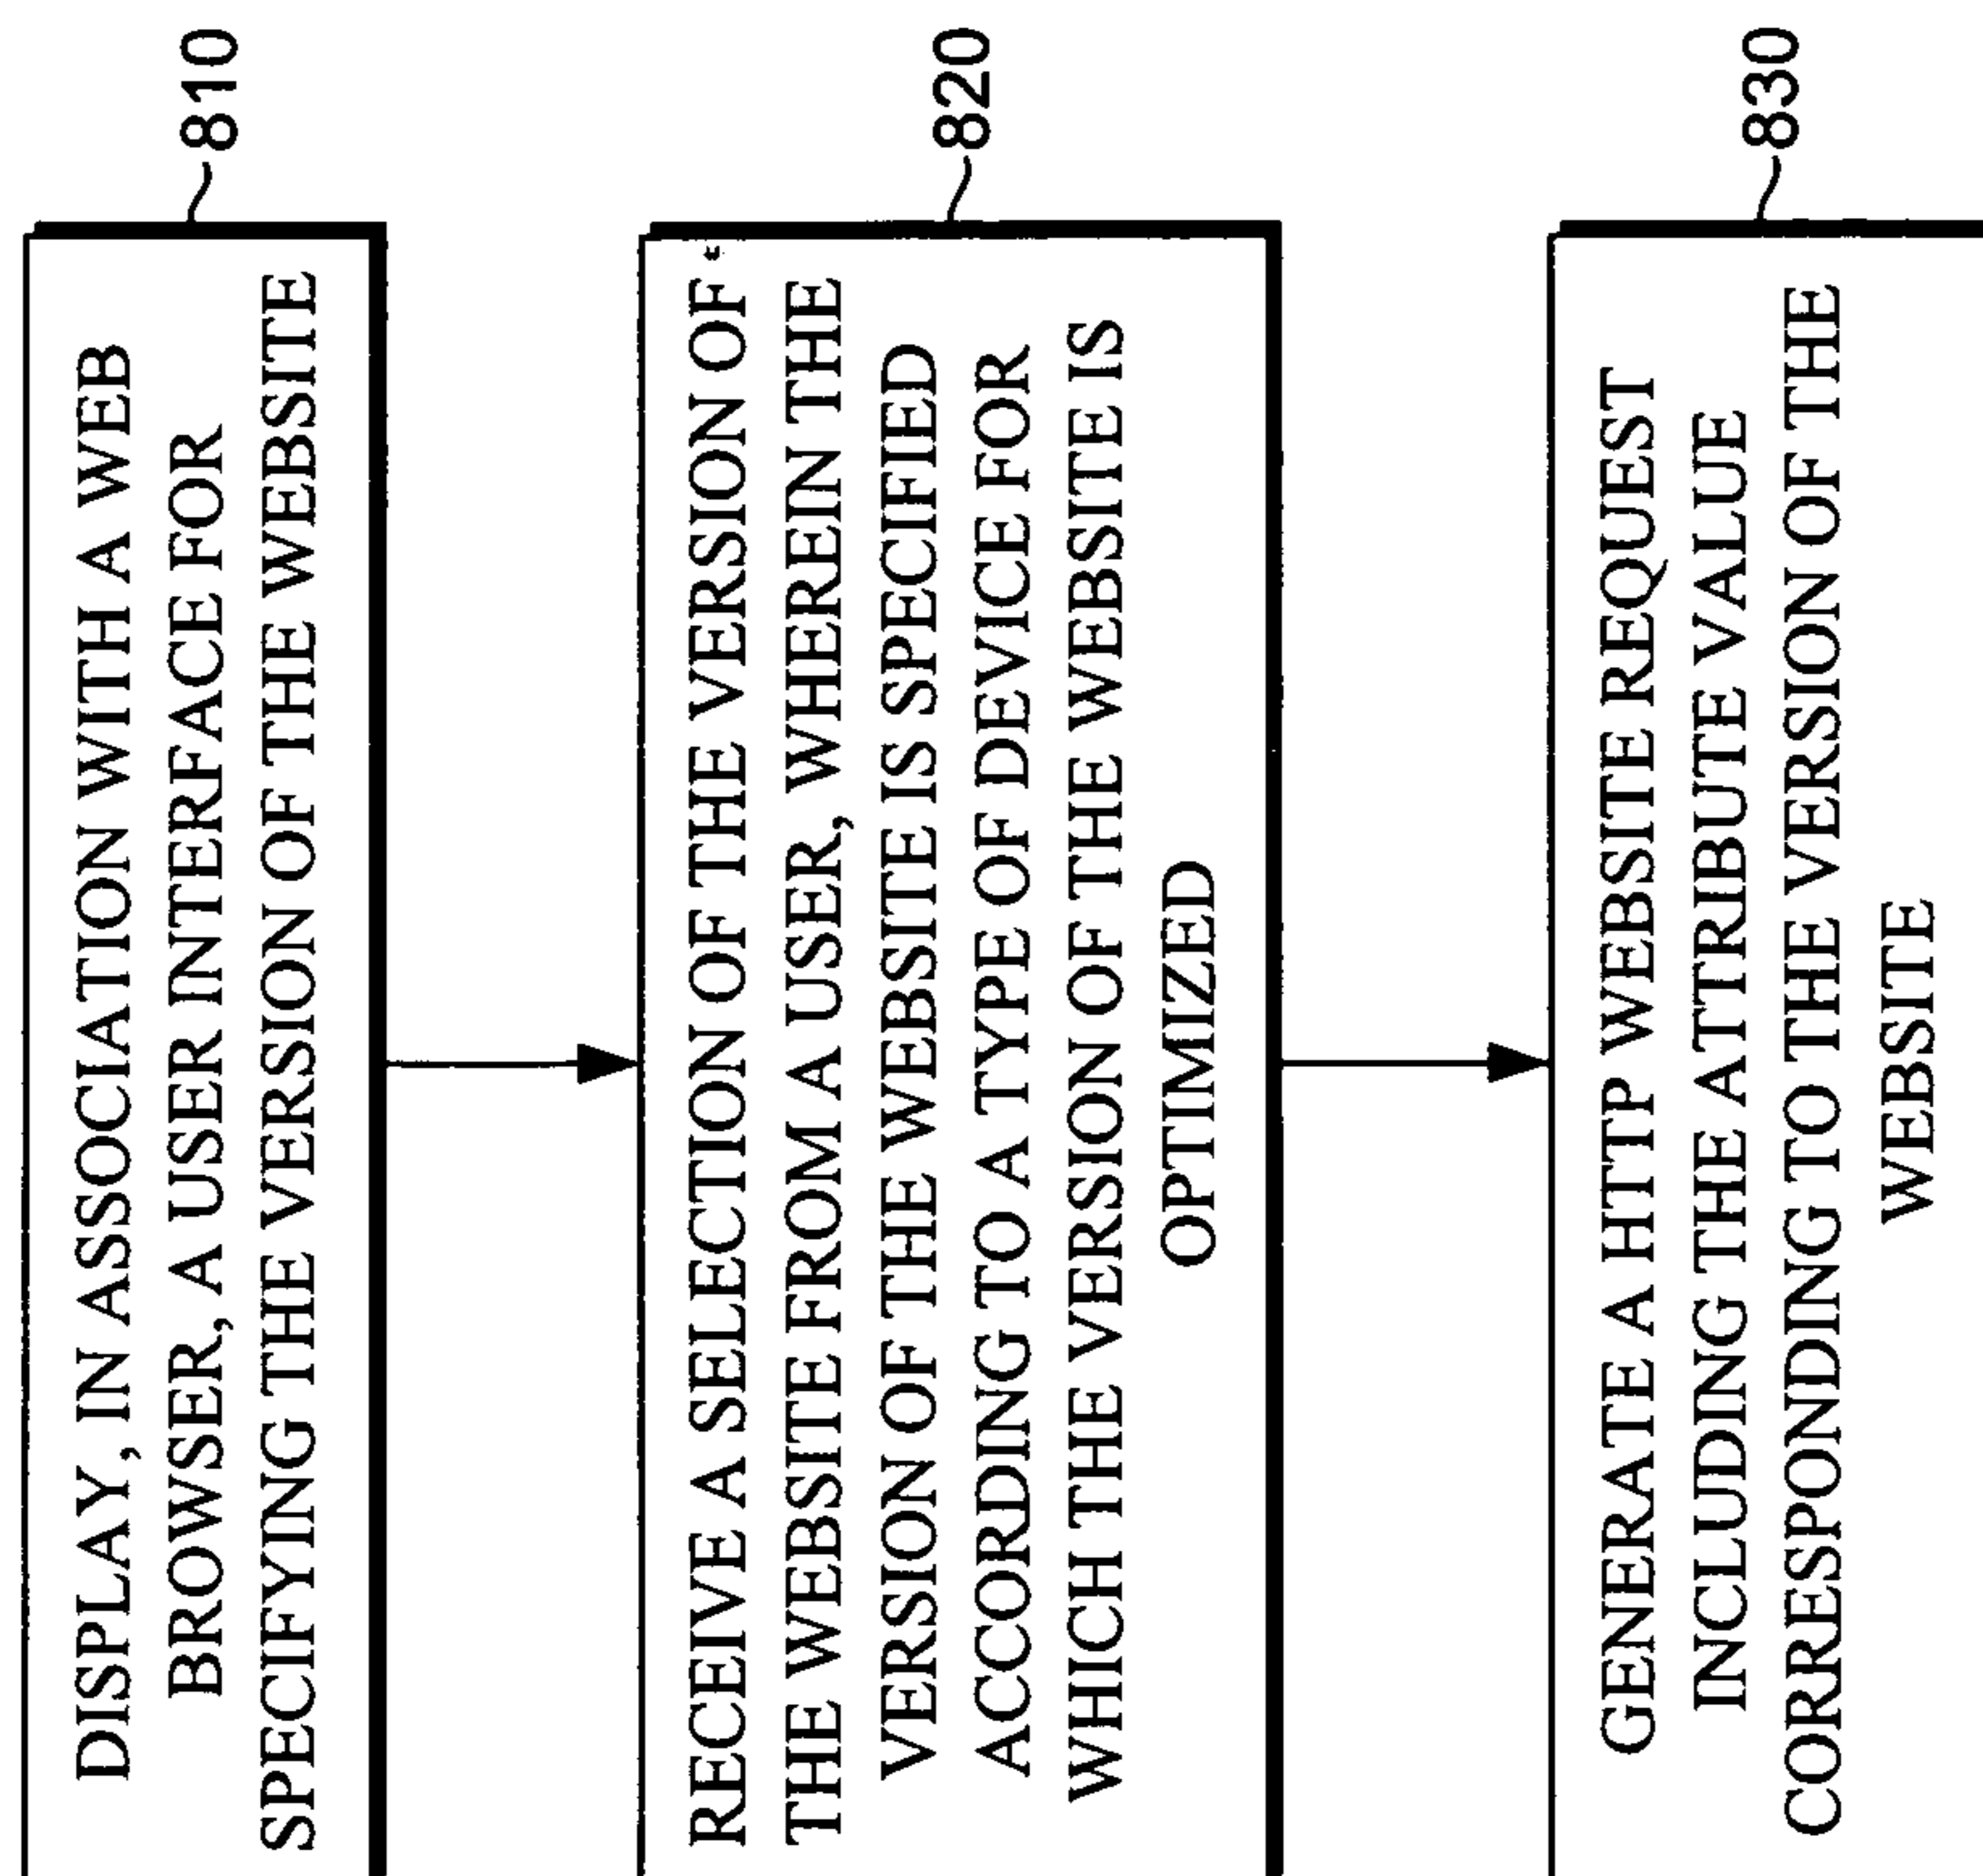 DISPLAY, IN ASSOCIATION WITH A WEB
BROWSER, A USER INTERFACE FOR
SPECIFYING THE VERSION OF THE WEBSITE
810
RECEIVE A SELECTION OF THE VERSION OF
THE WEBSITE FROM A USER, WHEREIN THE
VERSION OF THE WEBSITE IS SPECIFIED
ACCORDING TO A TYPE OF DEVICE FOR
WHICH THE VERSION OF THE WEBSITE IS
OPTIMIZED
820
GENERATE A HTTP WEBSITE REQUEST
INCLUDING THE ATTRIBUTE VALUE
CORRESPONDING TO THE VERSION OF THE
WEBSITE
830